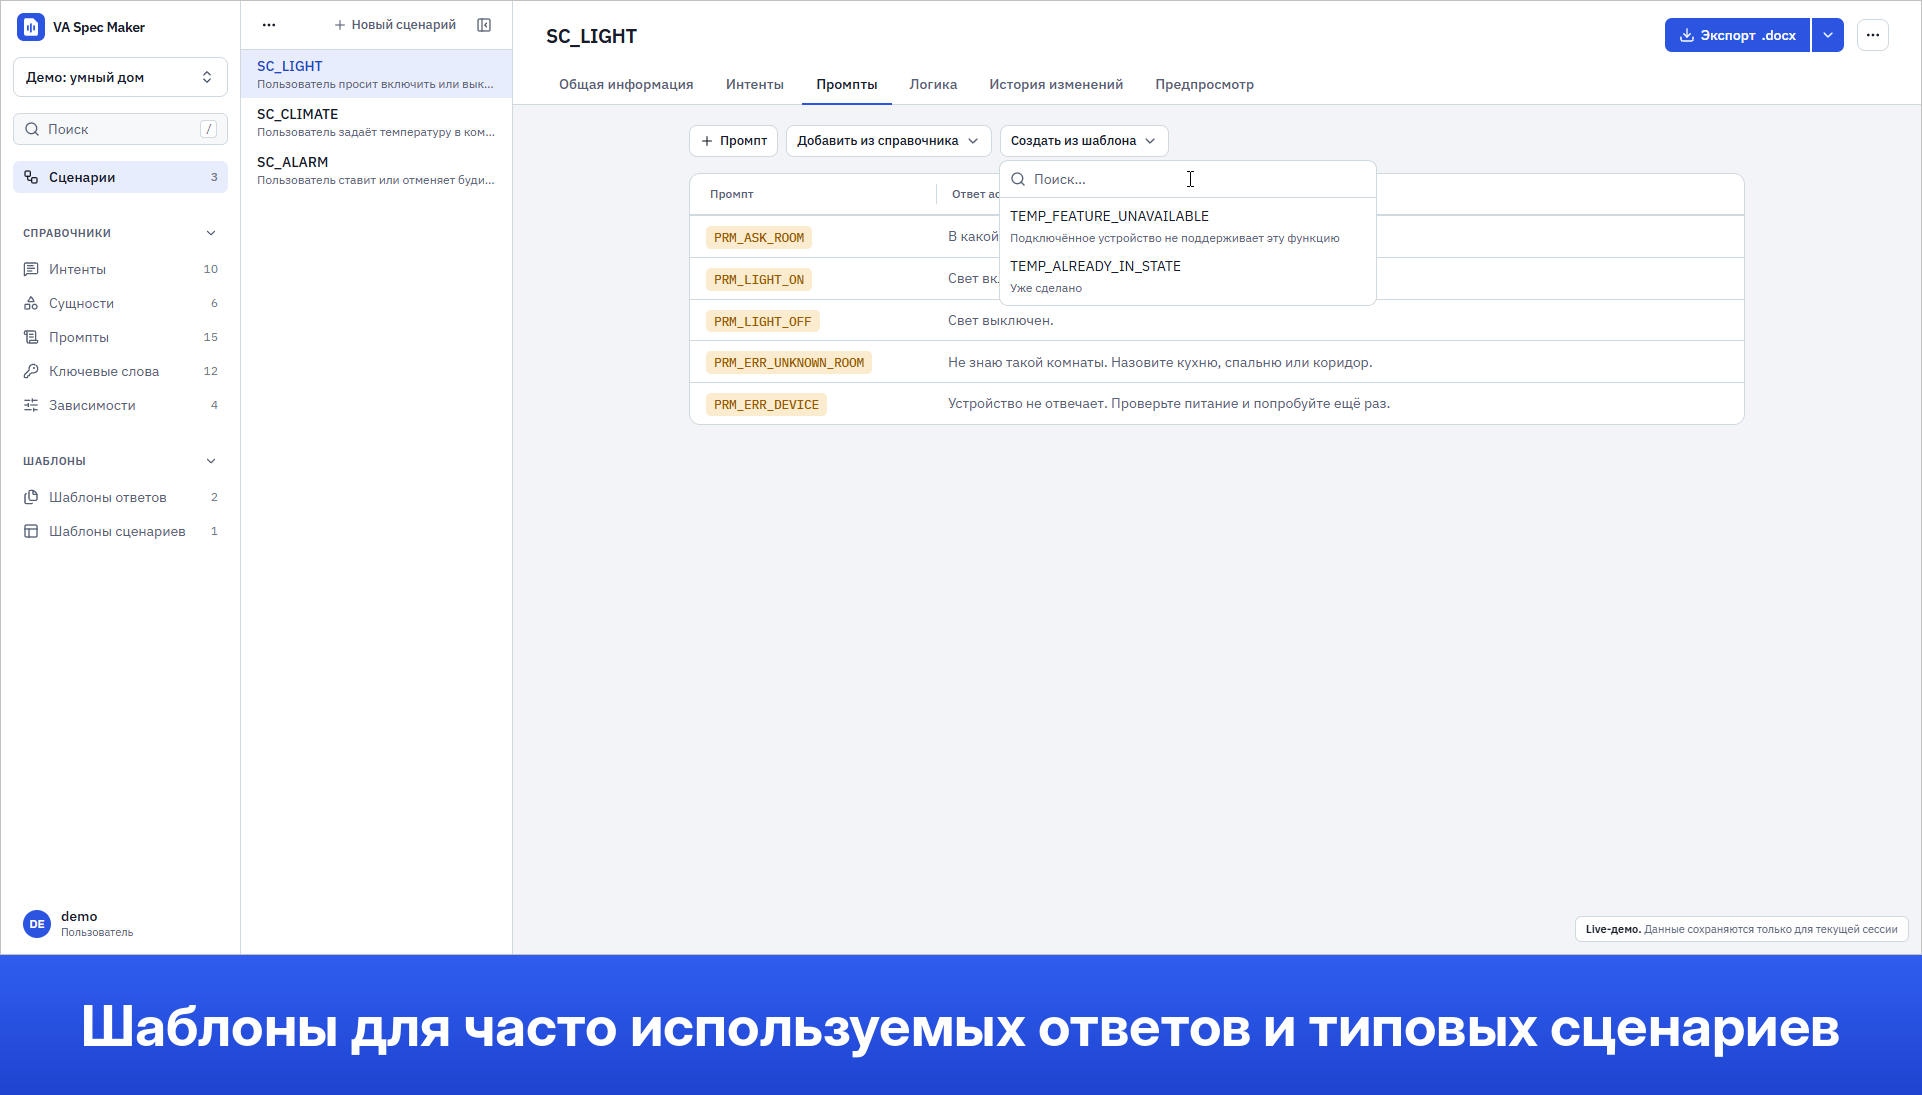 VA Spec Maker
Демо: умный дом
Поиск /
Сценарии 3
СПРАВОЧНИКИ
Интенты 10
Сущности 6
Промпты 15
Ключевые слова 12
Зависимости 4
ШАБЛОНЫ
Шаблоны ответов 2
Шаблоны сценариев 1
DE
demo
Пользователь
Новый сценарий
SC_LIGHT
Пользователь просит включить или вык...
SC_CLIMATE
Пользователь задаёт температуру в ком...
SC_ALARM
Пользователь ставит или отменяет буди...
SC_LIGHT
Экспорт .docx
Общая информация Интенты Промпты Логика История изменений Предпросмотр
Промпт Добавить из справочника Создать из шаблона
Промпт Ответ ас
Поиск...
TEMP_FEATURE_UNAVAILABLE
Подключённое устройство не поддерживает эту функцию
TEMP_ALREADY_IN_STATE
Уже сделано
PRM_ASK_ROOM В какой
PRM_LIGHT_ON Свет вк
PRM_LIGHT_OFF Свет выключен.
PRM_ERR_UNKNOWN_ROOM Не знаю такой комнаты. Назовите кухню, спальню или коридор.
PRM_ERR_DEVICE Устройство не отвечает. Проверьте питание и попробуйте ещё раз.
Live-демо. Данные сохраняются только для текущей сессии
Шаблоны для часто используемых ответов и типовых сценариев